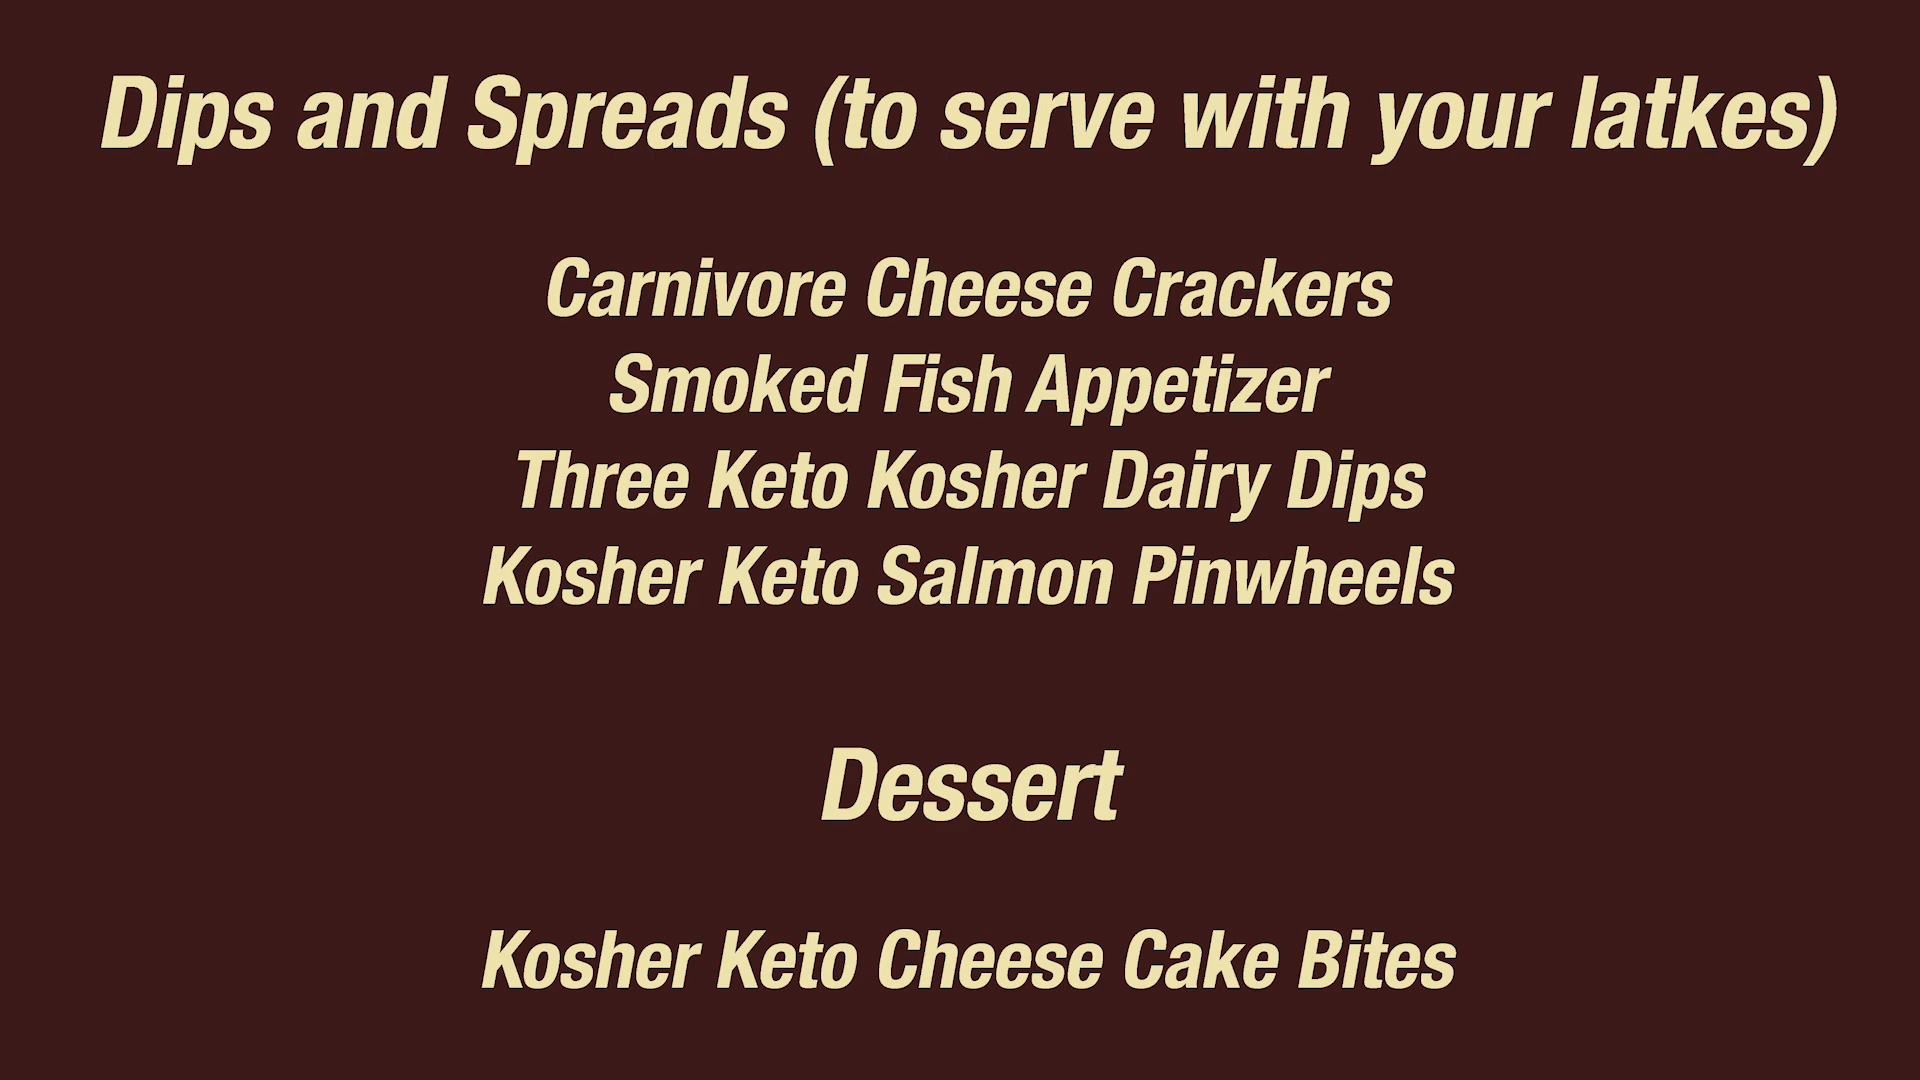 Dips and Spreads (to serve with your latkes)
Carnivore Cheese Crackers
Smoked Fish Appetizer
Three Keto Kosher Dairy Dips
Kosher Keto Salmon Pinwheels
Dessert
Kosher Keto Cheese Cake Bites